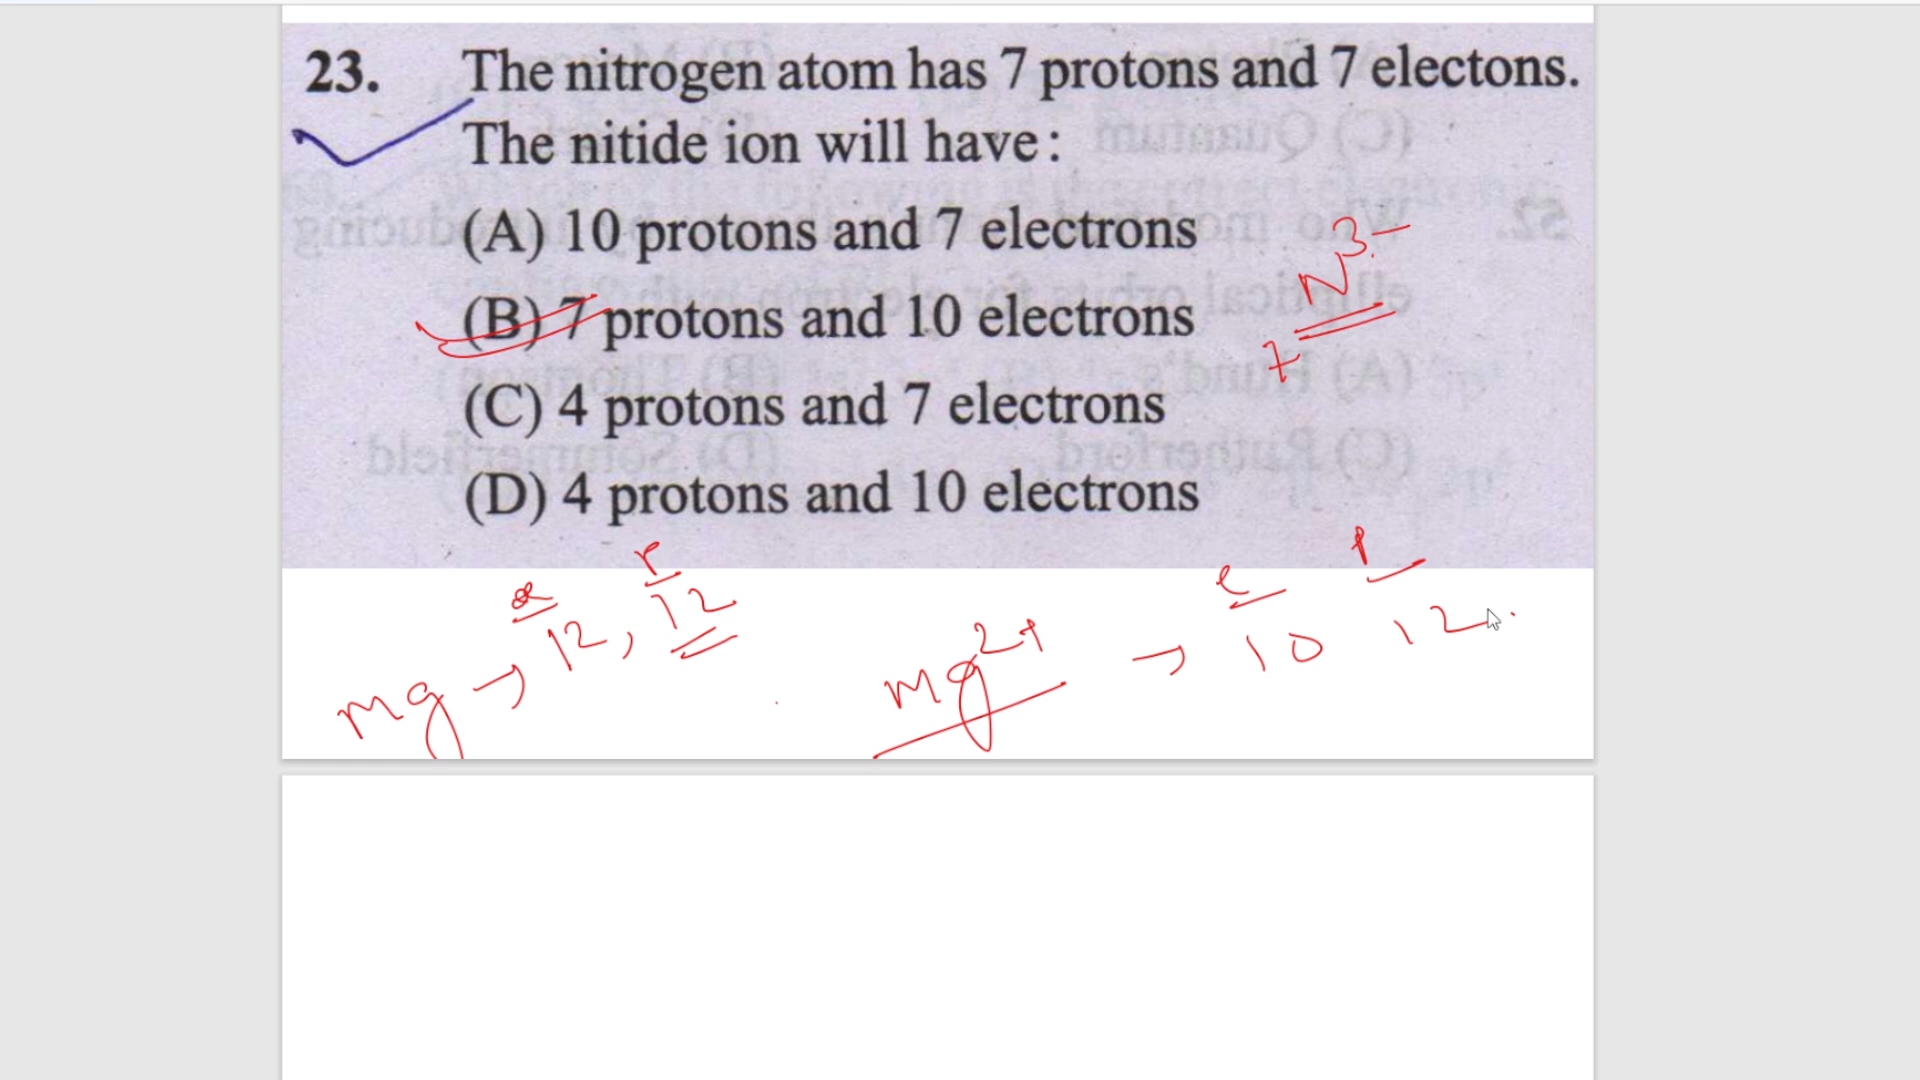 23. The nitrogen atom has 7 protons and 7 electons.
The nitide ion will have:
(A) 10 protons and 7 electrons
(B) 7 protons and 10 electrons
(C) 4 protons and 7 electrons
(D) 4 protons and 10 electrons
N3-
7
e p
Mg → 12, 12
e p
Mg2+ → 10 12